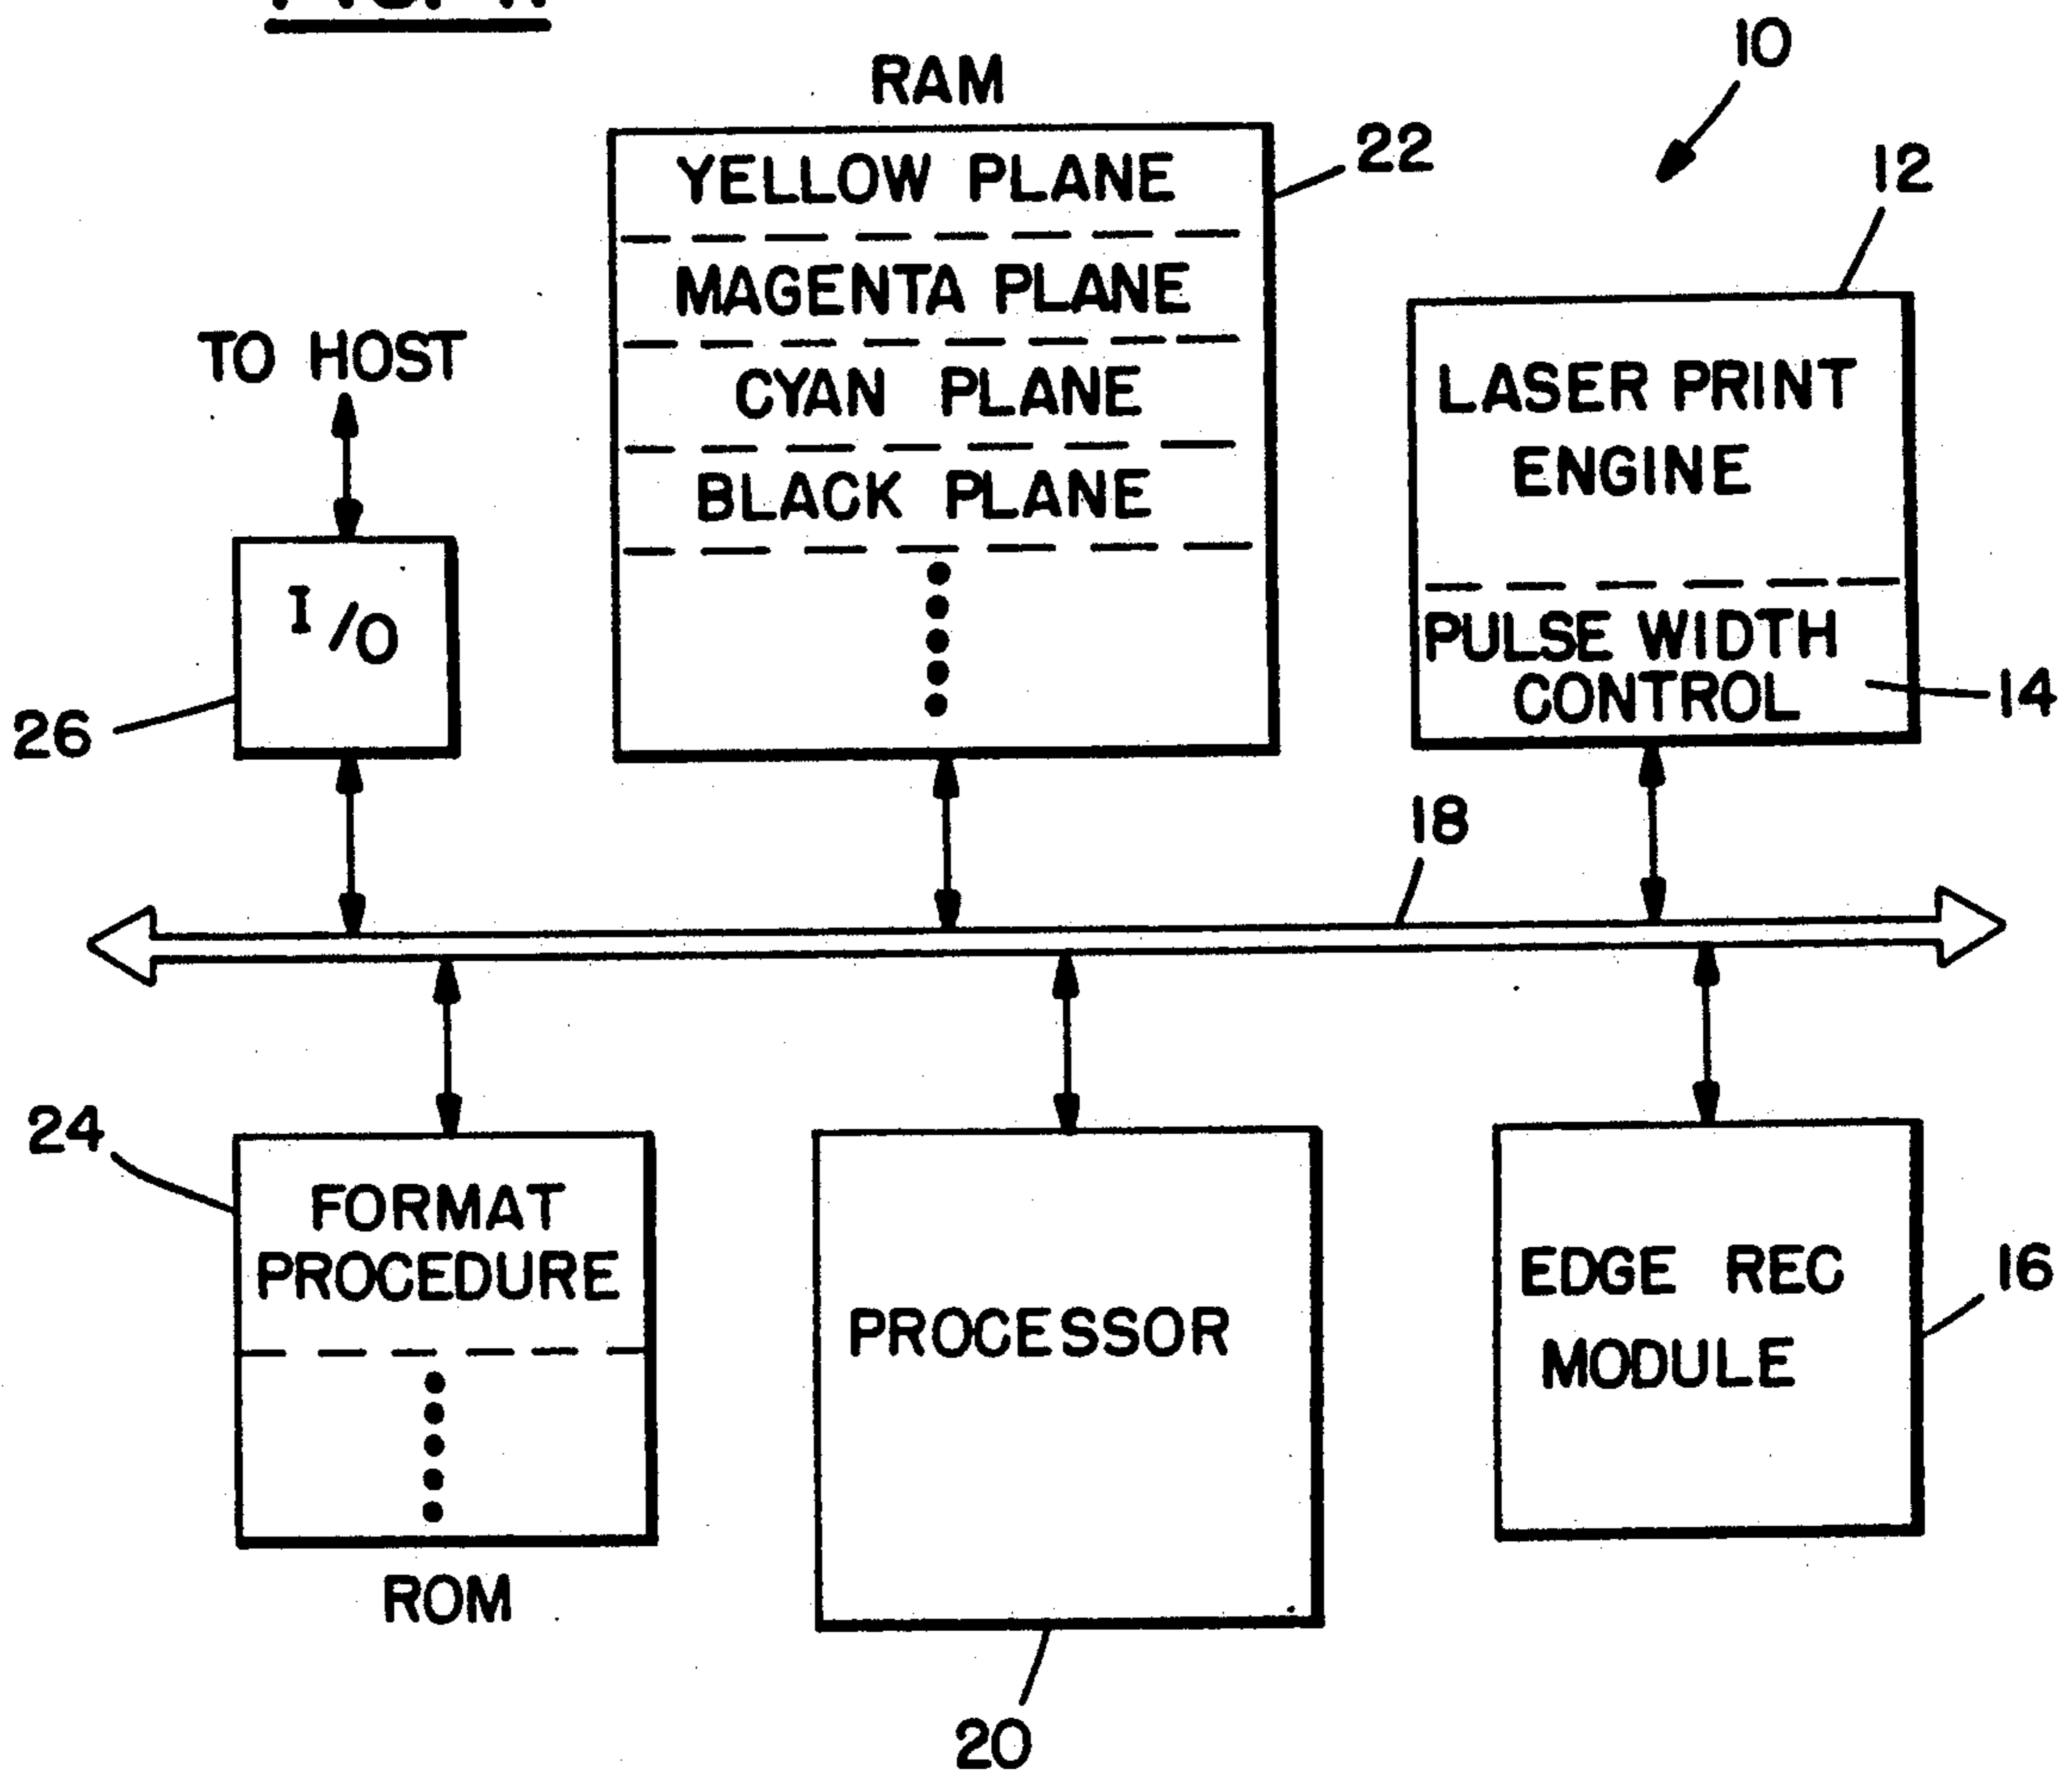 RAM
10
YELLOW PLANE
22
12
MAGENTA PLANE
TO HOST
CYAN PLANE
LASER PRINT
ENGINE
BLACK PLANE
I/O
PULSE WIDTH
CONTROL
14
26
18
24
FORMAT
PROCEDURE
EDGE REC
MODULE
16
PROCESSOR
ROM
20